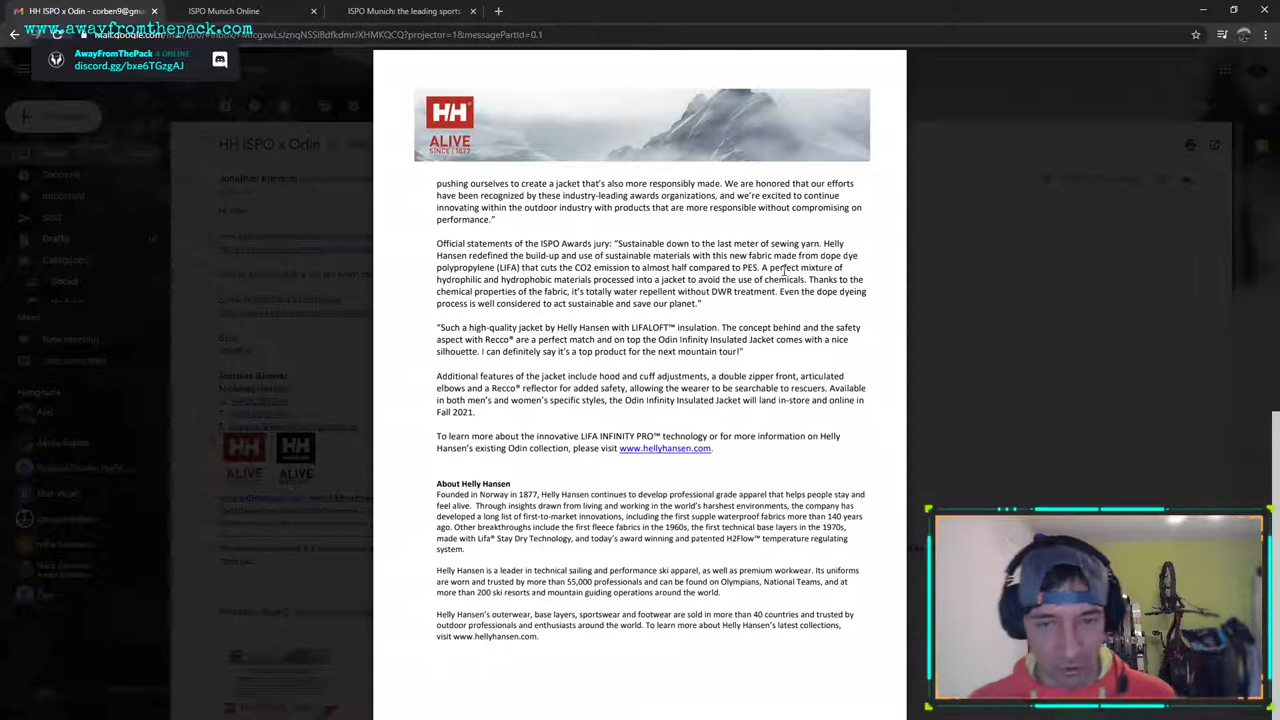 HH ISPO x Odin - corben9@gm
ISPO Munich Online
ISPO Munich: the leading sports
www.awayfromthepack.com
AwayFromThePack 4 ONLINE
discord.gg/bxe6TGzgAJ
HH ISPO x Odin
HH
ALIVE
SINCE/1877
pushing ourselves to create a jacket that's also more responsibly made. We are honored that our efforts
have been recognized by these industry-leading awards organizations, and we're excited to continue
innovating within the outdoor industry with products that are more responsible without compromising on
performance."
Official statements of the ISPO Awards jury: "Sustainable down to the last meter of sewing yarn. Helly
Hansen redefined the build-up and use of sustainable materials with this new fabric made from dope dye
polypropylene (LIFA) that cuts the CO2 emission to almost half compared to PES. A perfect mixture of
hydrophilic and hydrophobic materials processed into a jacket to avoid the use of chemicals. Thanks to the
chemical properties of the fabric, it's totally water repellent without DWR treatment. Even the dope dyeing
process is well considered to act sustainable and save our planet."
"Such a high-quality jacket by Helly Hansen with LIFALOFT™ insulation. The concept behind and the safety
aspect with Recco® are a perfect match and on top the Odin Infinity Insulated Jacket comes with a nice
silhouette. I can definitely say it's a top product for the next mountain tour!"
Additional features of the jacket include hood and cuff adjustments, a double zipper front, articulated
elbows and a Recco® reflector for added safety, allowing the wearer to be searchable to rescuers. Available
in both men's and women's specific styles, the Odin Infinity Insulated Jacket will land in-store and online in
Fall 2021.
To learn more about the innovative LIFA INFINITY PRO™ technology or for more information on Helly
Hansen's existing Odin collection, please visit www.hellyhansen.com.
About Helly Hansen
Founded in Norway in 1877, Helly Hansen continues to develop professional grade apparel that helps people stay and
feel alive. Through insights drawn from living and working in the world's harshest environments, the company has
developed a long list of first-to-market innovations, including the first supple waterproof fabrics more than 140 years
ago. Other breakthroughs include the first fleece fabrics in the 1960s, the first technical base layers in the 1970s,
made with Lifa® Stay Dry Technology, and today's award winning and patented H2Flow™ temperature regulating
system.
Helly Hansen is a leader in technical sailing and performance ski apparel, as well as premium workwear. Its uniforms
are worn and trusted by more than 55,000 professionals and can be found on Olympians, National Teams, and at
more than 200 ski resorts and mountain guiding operations around the world.
Helly Hansen's outerwear, base layers, sportswear and footwear are sold in more than 40 countries and trusted by
outdoor professionals and enthusiasts around the world. To learn more about Helly Hansen's latest collections,
visit www.hellyhansen.com.